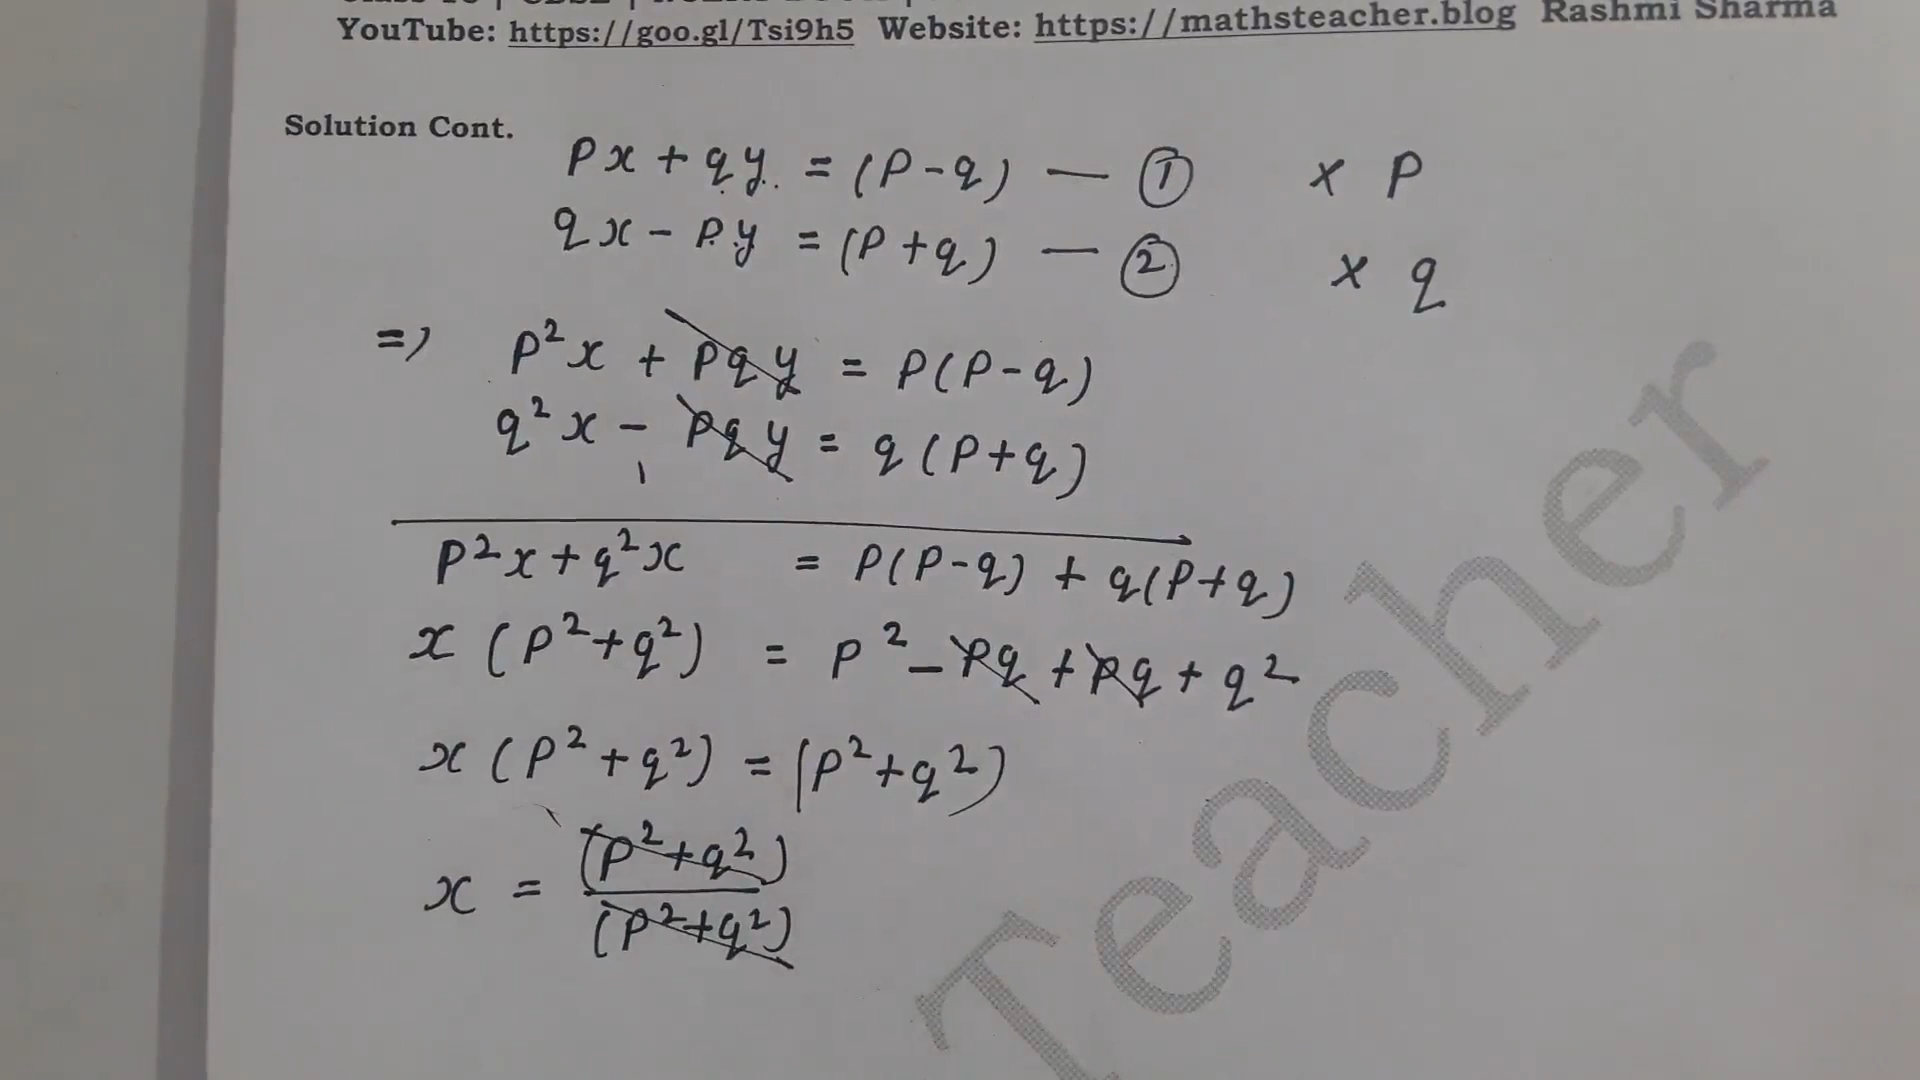 YouTube: https://goo.gl/Tsi9h5 Website: https://mathsteacher.blog Rashmi Sharma
Solution Cont.
px + qy = (p - q) — ① × p
qx - py = (p + q) — ② × q
=> p²x + pqy = p(p - q)
q²x - pqy = q(p + q)
p²x + q²x = p(p - q) + q(p + q)
x (p² + q²) = p² - pq + pq + q²
x (p² + q²) = (p² + q²)
x = (p² + q²) / (p² + q²)
Teacher